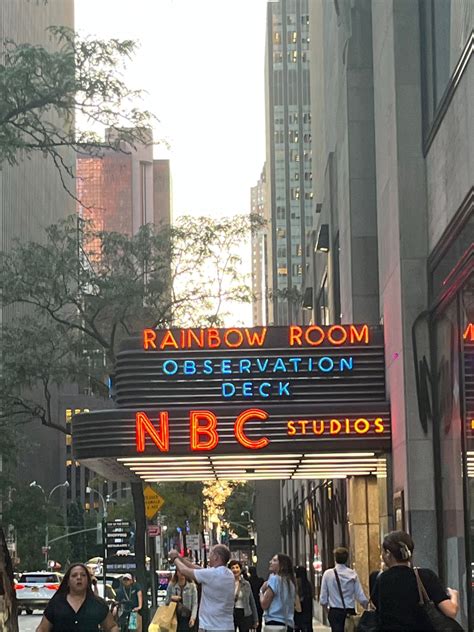 RAINBOW ROOM
OBSERVATION
DECK
NBC STUDIOS